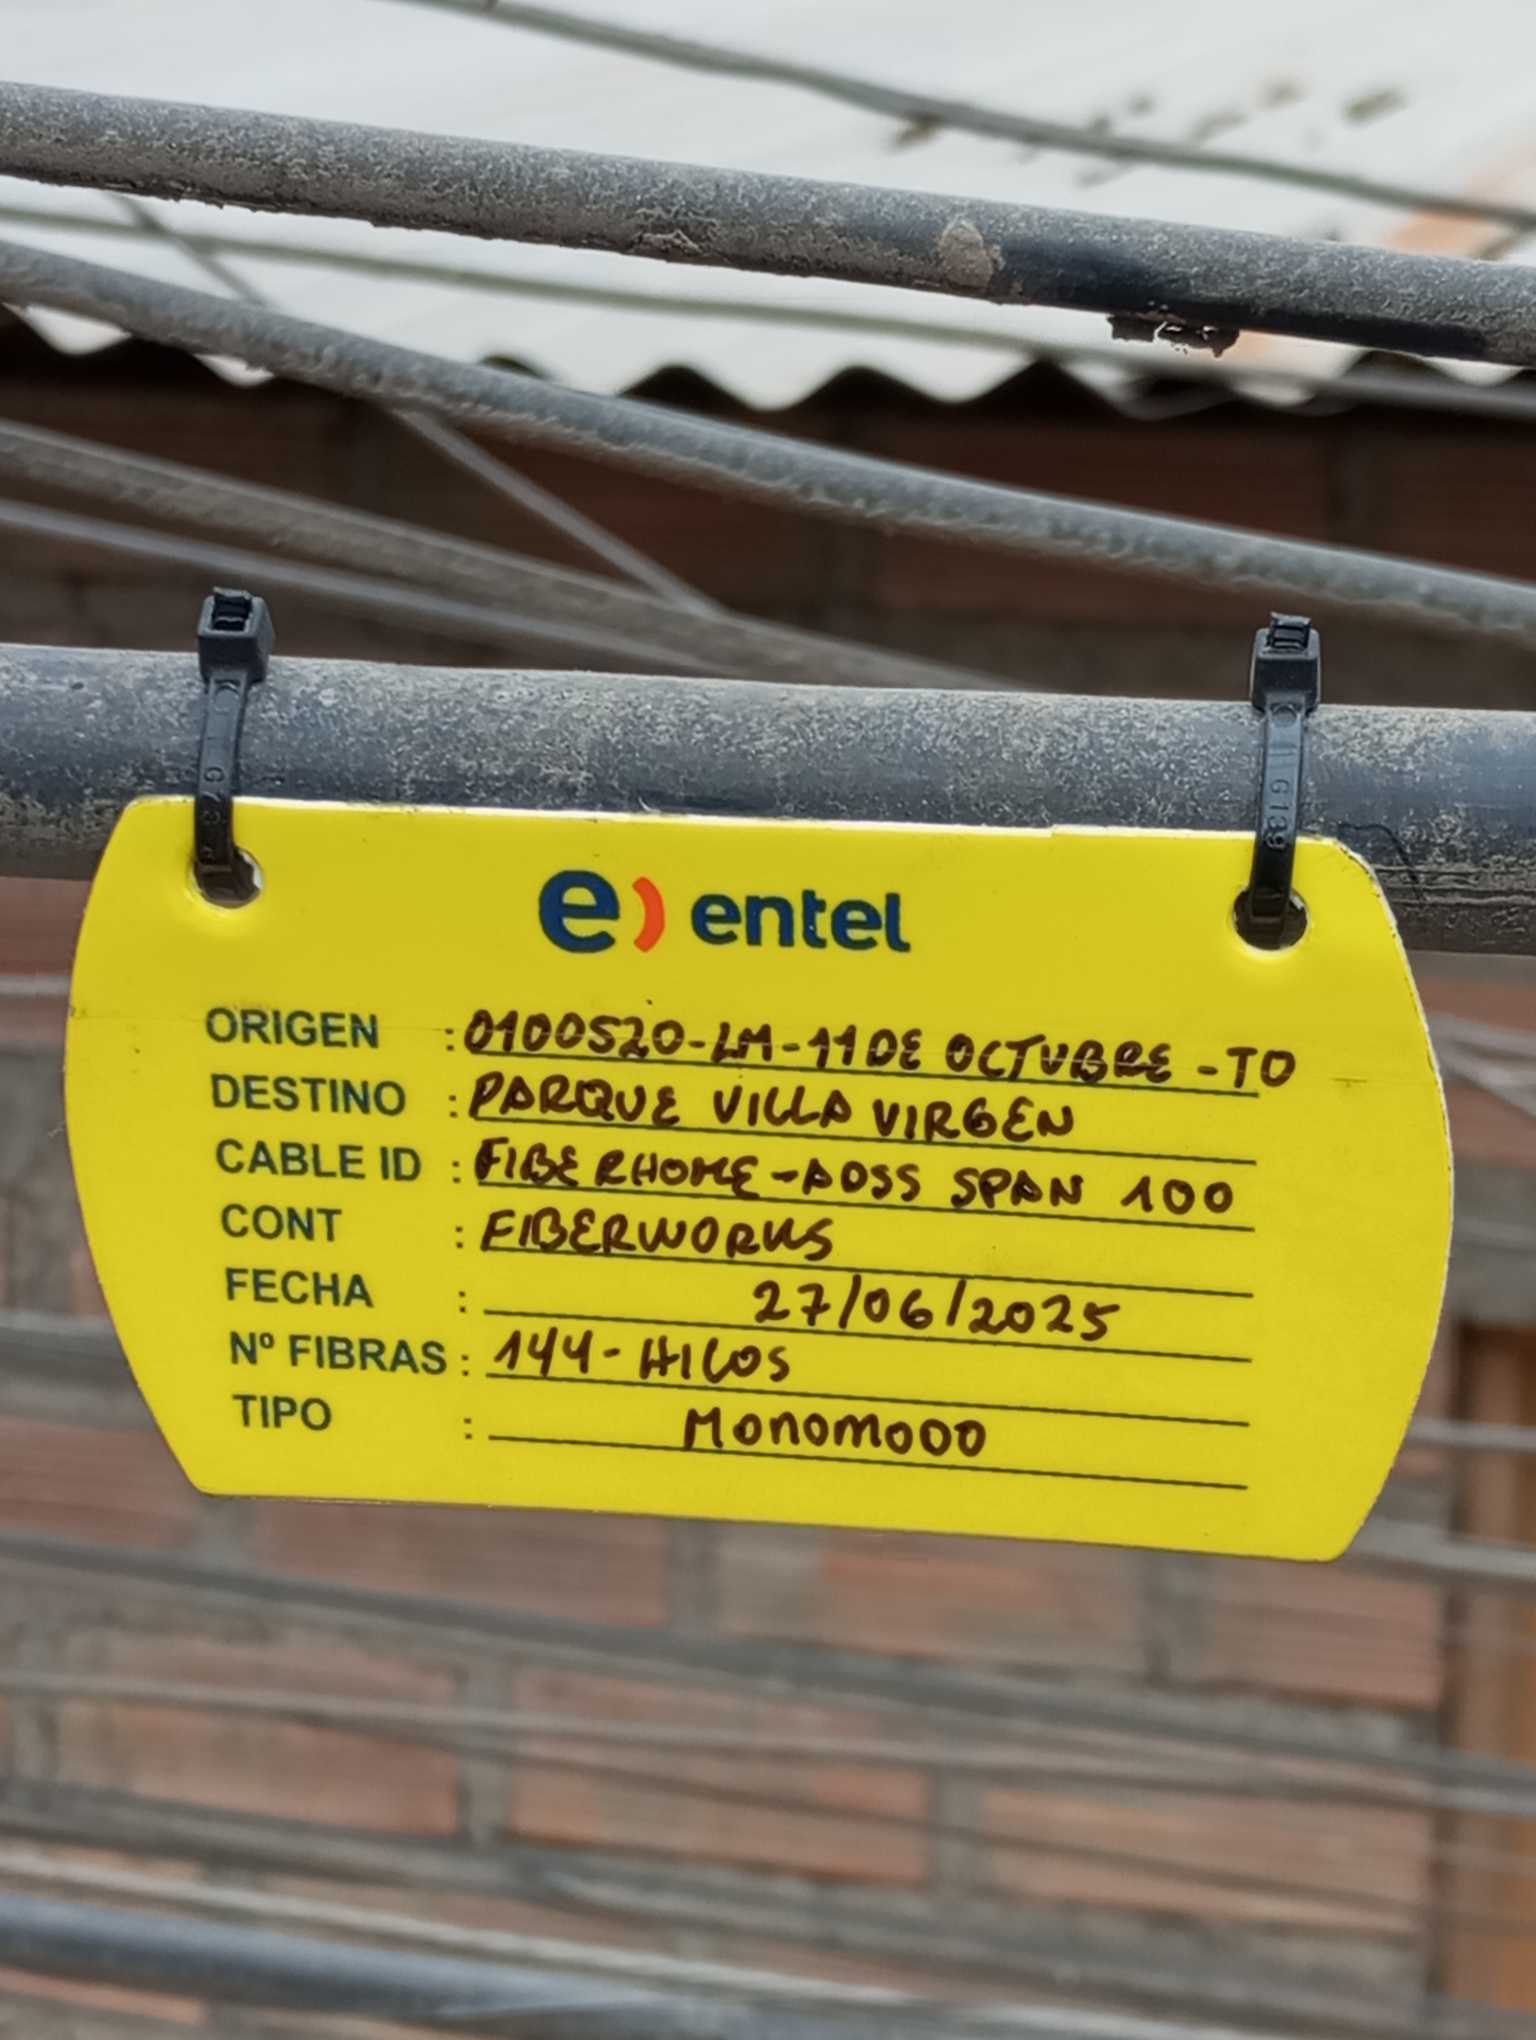 e) entel
ORIGEN : 0100520-LM-11 DE OCTUBRE -TO
DESTINO : PARQUE VILLA VIRGEN
CABLE ID : FIBERHOME-ADSS SPAN 100
CONT : FIBERWORKS
FECHA : 27/06/2025
Nº FIBRAS : 144-HILOS
TIPO : MONOMODO